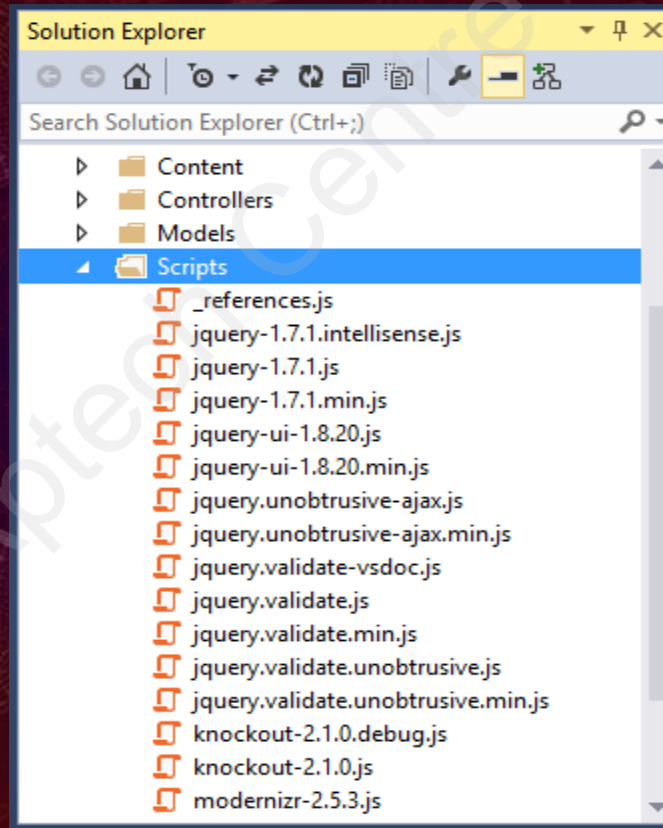 Solution Explorer
Search Solution Explorer (Ctrl+;)
Content
Controllers
Models
Scripts
_references.js
jquery-1.7.1.intellisense.js
jquery-1.7.1.js
jquery-1.7.1.min.js
jquery-ui-1.8.20.js
jquery-ui-1.8.20.min.js
jquery.unobtrusive-ajax.js
jquery.unobtrusive-ajax.min.js
jquery.validate-vsdoc.js
jquery.validate.js
jquery.validate.min.js
jquery.validate.unobtrusive.js
jquery.validate.unobtrusive.min.js
knockout-2.1.0.debug.js
knockout-2.1.0.js
modernizr-2.5.3.js
Centre